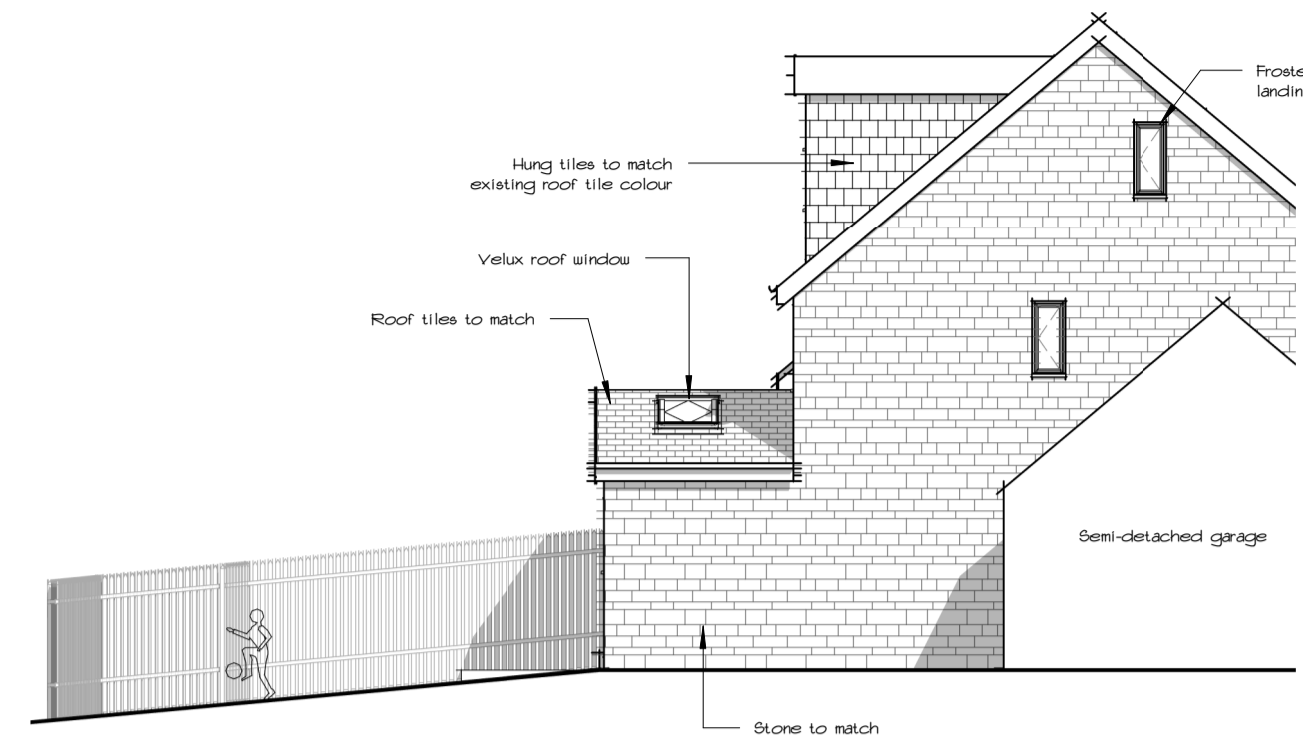 Hung tiles to match
existing roof tile colour
Velux roof window
Roof tiles to match
Semi-detached garage
Stone to match